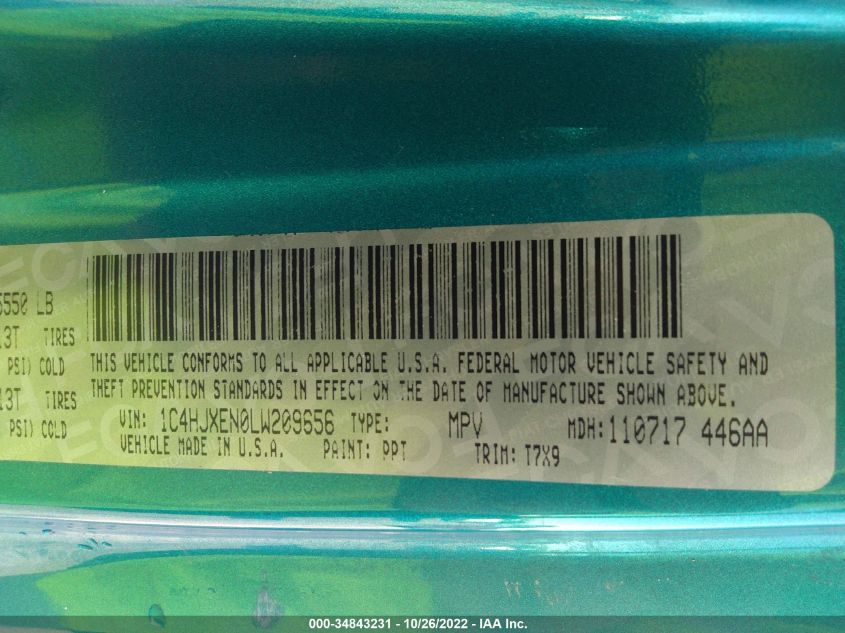 5550 LB
13T TIRES
PSI) COLD
13T TIRES
PSI) COLD
THIS VEHICLE CONFORMS TO ALL APPLICABLE U.S.A. FEDERAL MOTOR VEHICLE SAFETY AND
THEFT PREVENTION STANDARDS IN EFFECT ON THE DATE OF MANUFACTURE SHOWN ABOVE.
VIN: 1C4HJXEN0LW209656 TYPE: MPV MDH: 110717 446AA
VEHICLE MADE IN U.S.A. PAINT: PPT TRIM: T7X9
000-34843231 - 10/26/2022 - IAA Inc.